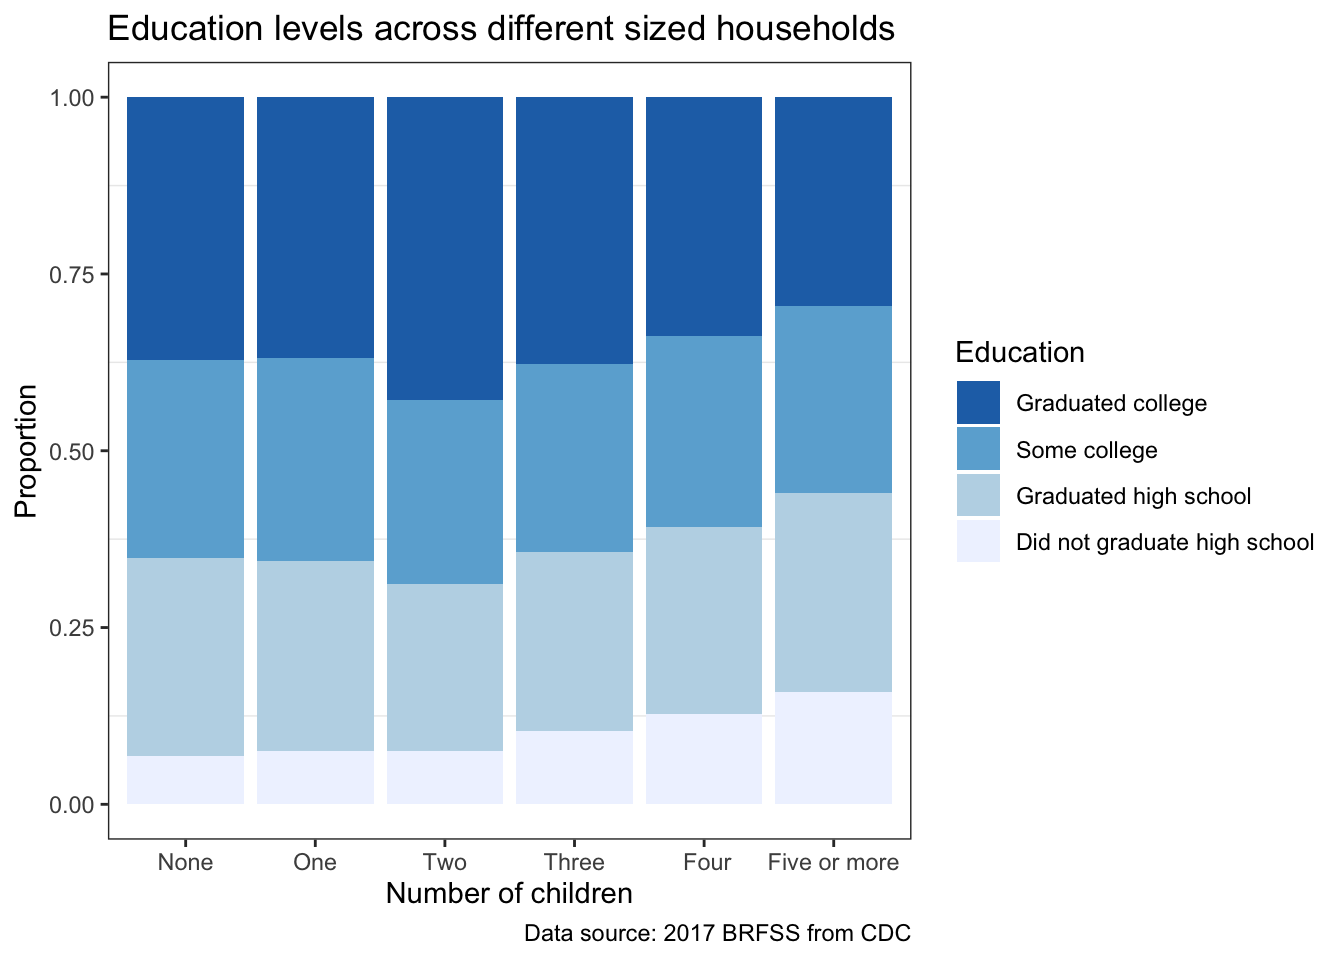 Education levels across different sized households
1.00
0.75
0.50
0.25
0.00
Proportion
None
One
Two
Three
Four
Five or more
Number of children
Data source: 2017 BRFSS from CDC
Education
Graduated college
Some college
Graduated high school
Did not graduate high school